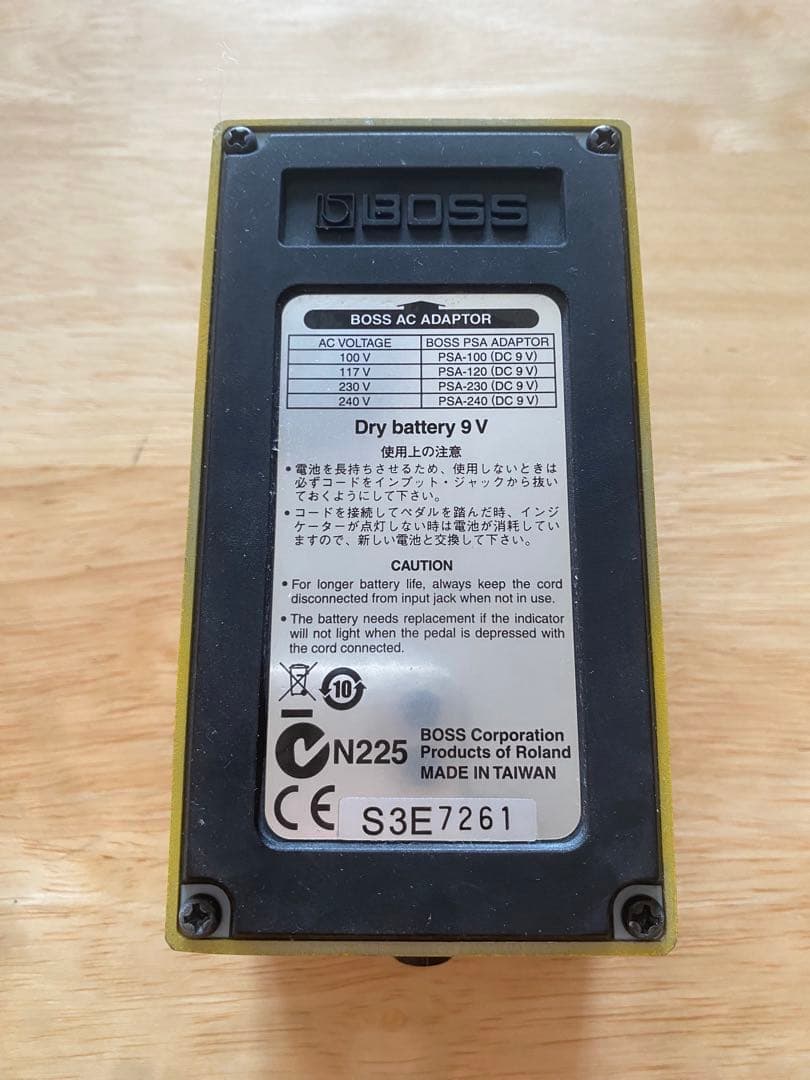 BOSS
BOSS AC ADAPTOR
AC VOLTAGE BOSS PSA ADAPTOR
100 V PSA-100 (DC 9 V)
117 V PSA-120 (DC 9 V)
230 V PSA-230 (DC 9 V)
240 V PSA-240 (DC 9 V)
Dry battery 9 V
使用上の注意
• 電池を長持ちさせるため、使用しないときは
必ずコードをインプット・ジャックから抜い
ておくようにして下さい。
• コードを接続してペダルを踏んだ時、インジ
ケーターが点灯しない時は電池が消耗してい
ますので、新しい電池と交換して下さい。
CAUTION
• For longer battery life, always keep the cord
disconnected from input jack when not in use.
• The battery needs replacement if the indicator
will not light when the pedal is depressed with
the cord connected.
10
N225
BOSS Corporation
Products of Roland
MADE IN TAIWAN
CE
S3E7261